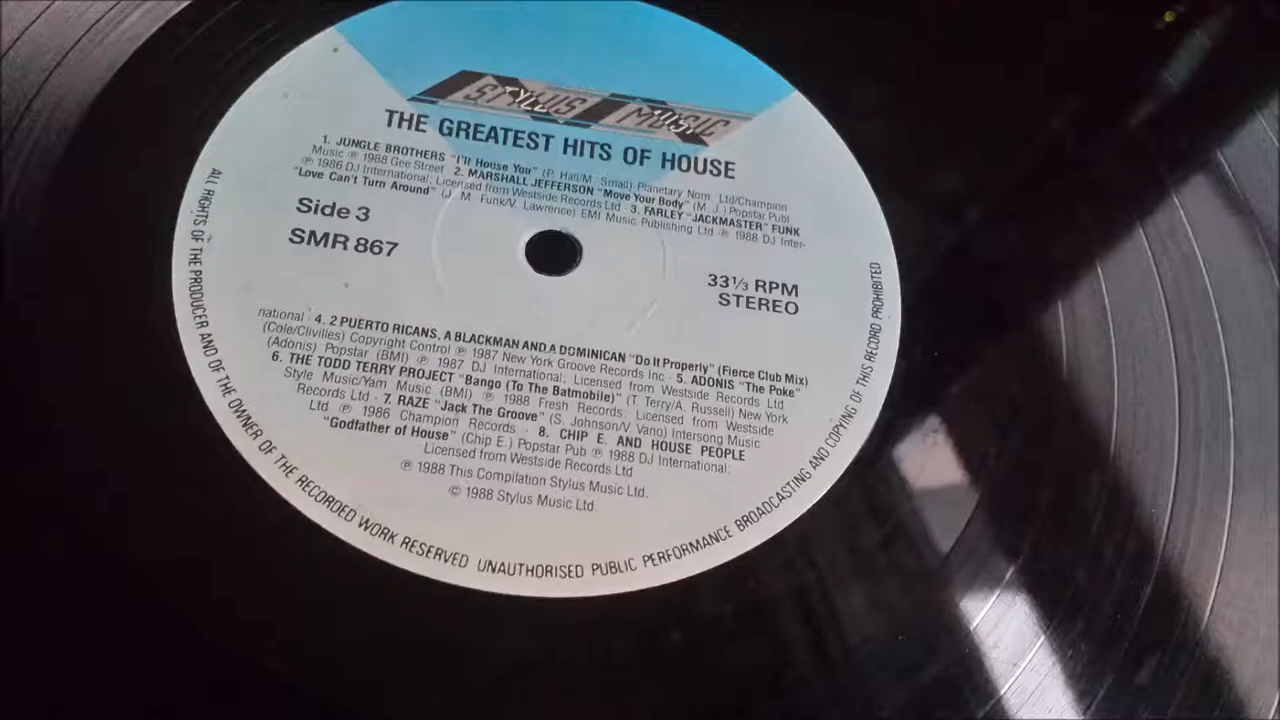 STYLUS MUSIC
THE GREATEST HITS OF HOUSE
1. JUNGLE BROTHERS "I'll House You" (P. Hall/M. Small) Planetary Nom. Ltd/Champion
Music ℗ 1988 Gee Street · 2. MARSHALL JEFFERSON "Move Your Body" (M. J.) Popstar Publ
℗ 1986 DJ International; Licensed from Westside Records Ltd · 3. FARLEY "JACKMASTER" FUNK
"Love Can't Turn Around" (J. M. Funk/V. Lawrence) EMI Music Publishing Ltd ℗ 1988 DJ Inter-
Side 3
SMR 867
33⅓ RPM
STEREO
national · 4. 2 PUERTO RICANS, A BLACKMAN AND A DOMINICAN "Do It Properly" (Fierce Club Mix)
(Cole/Clivilles) Copyright Control ℗ 1987 New York Groove Records Inc · 5. ADONIS "The Poke"
(Adonis) Popstar (BMI) ℗ 1987 DJ International; Licensed from Westside Records Ltd
6. THE TODD TERRY PROJECT "Bango (To The Batmobile)" (T. Terry/A. Russell) New York
Style Music/Yam Music (BMI) ℗ 1988 Fresh Records; Licensed from Westside
Records Ltd · 7. RAZE "Jack The Groove" (S. Johnson/V. Vano) Intersong Music
Ltd ℗ 1986 Champion Records · 8. CHIP E. AND HOUSE PEOPLE
"Godfather of House" (Chip E.) Popstar Pub ℗ 1988 DJ International;
Licensed from Westside Records Ltd
℗ 1988 This Compilation Stylus Music Ltd.
© 1988 Stylus Music Ltd.
ALL RIGHTS OF THE PRODUCER AND OF THE OWNER OF THE RECORDED WORK RESERVED UNAUTHORISED PUBLIC PERFORMANCE BROADCASTING AND COPYING OF THIS RECORD PROHIBITED